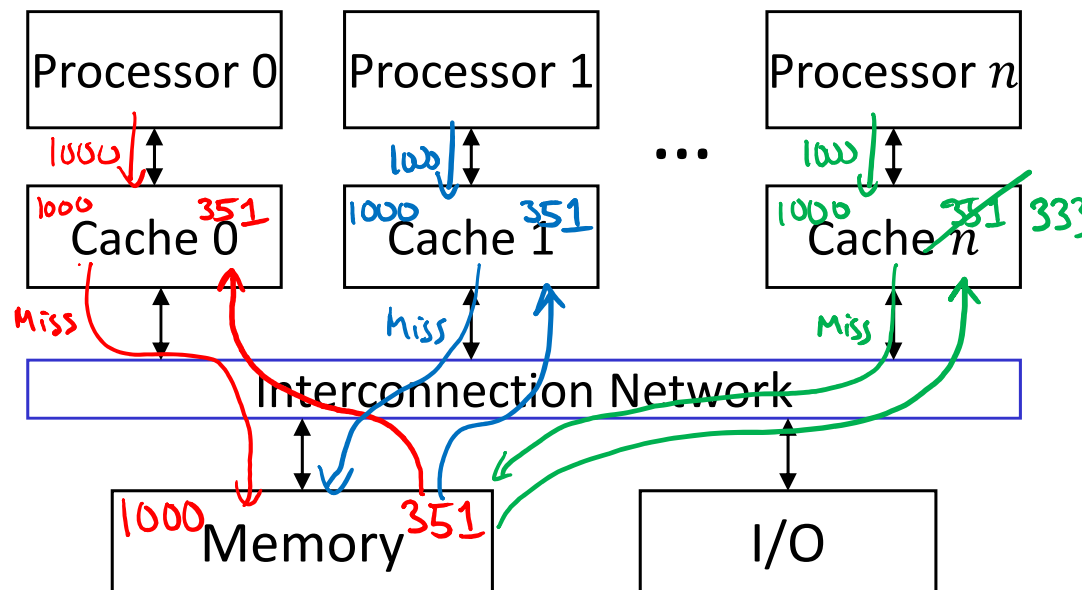 Processor 0 Processor 1 Processor n
1000 1000 ... 1000
1000 351 1000 351 1000 351 333
Cache 0 Cache 1 Cache n
Miss Miss Miss
Interconnection Network
1000 351
Memory I/O